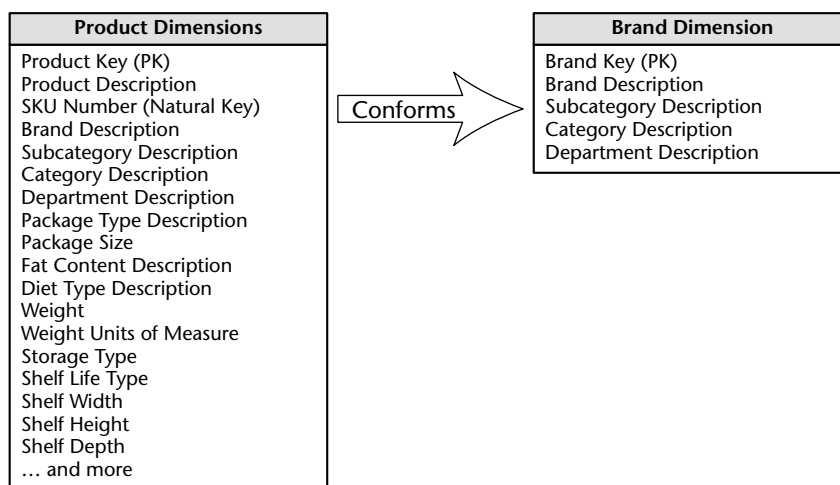 Product Dimensions
Product Key (PK)
Product Description
SKU Number (Natural Key)
Brand Description
Subcategory Description
Category Description
Department Description
Package Type Description
Package Size
Fat Content Description
Diet Type Description
Weight
Weight Units of Measure
Storage Type
Shelf Life Type
Shelf Width
Shelf Height
Shelf Depth
… and more
Conforms
Brand Dimension
Brand Key (PK)
Brand Description
Subcategory Description
Category Description
Department Description